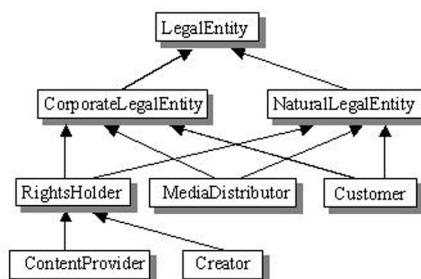 LegalEntity
CorporateLegalEntity
NaturalLegalEntity
RightsHolder
MediaDistributor
Customer
ContentProvider
Creator